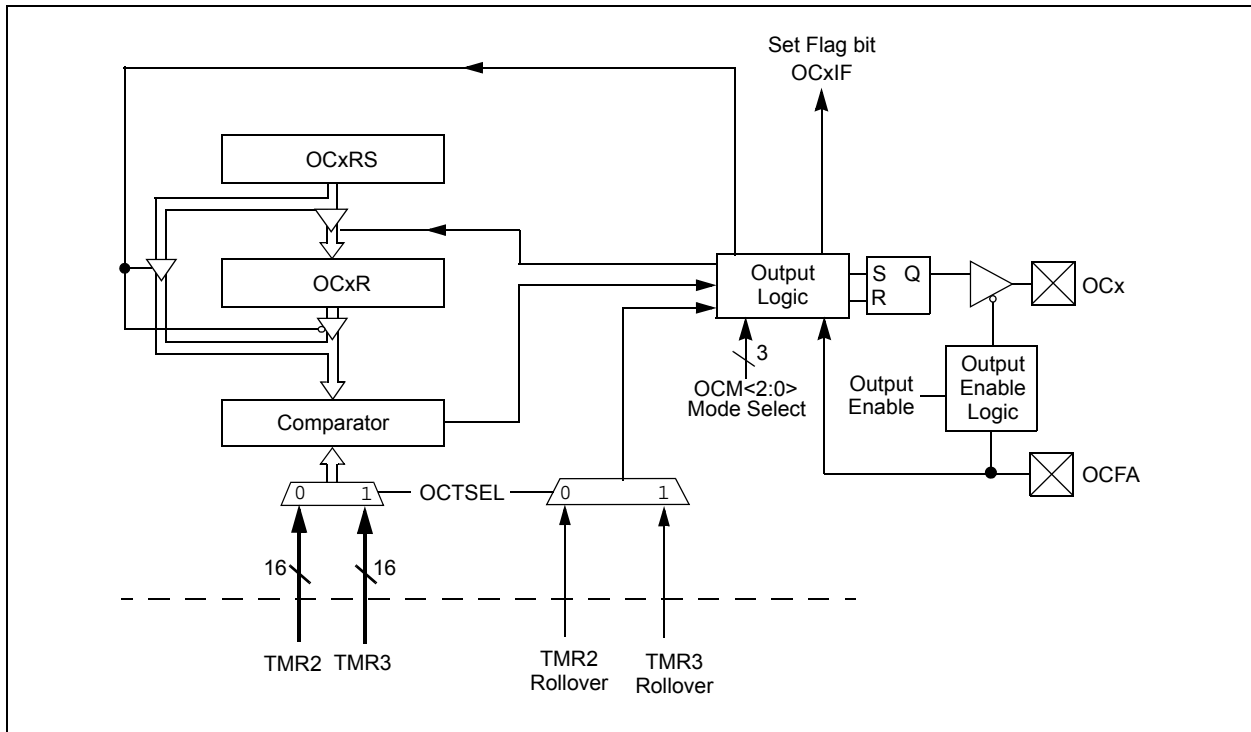 Set Flag bit
OCxIF
OCxRS
OCxR
Output
Logic
S Q
R
OCx
3
OCM<2:0>
Mode Select
Output
Enable
Output
Enable
Logic
Comparator
OCFA
0 1
OCTSEL
0 1
16
16
TMR2
TMR3
TMR2
Rollover
TMR3
Rollover